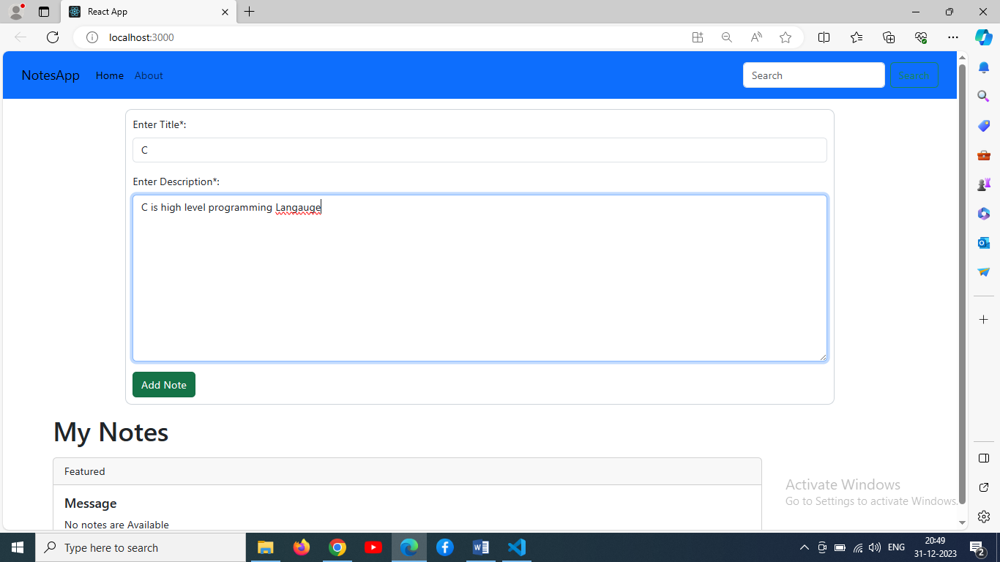 React App
localhost:3000
NotesApp Home About Search Search
Enter Title*:
C
Enter Description*:
C is high level programming Langauge
Add Note
My Notes
Featured
Message
No notes are Available
Activate Windows
Go to Settings to activate Windows.
Type here to search
ENG
20:49
31-12-2023
2